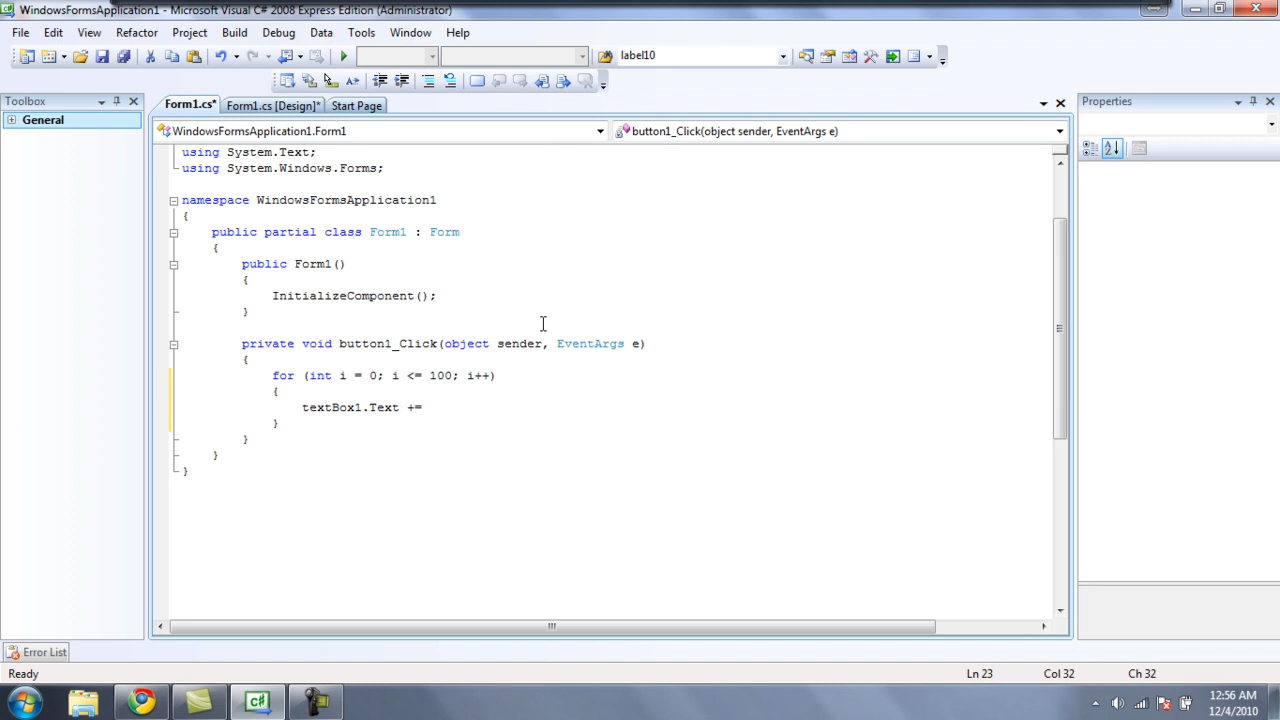 WindowsFormsApplication1 - Microsoft Visual C# 2008 Express Edition (Administrator)
File Edit View Refactor Project Build Debug Data Tools Window Help
label10
Toolbox
Form1.cs* Form1.cs [Design]* Start Page
Properties
General
WindowsFormsApplication1.Form1
button1_Click(object sender, EventArgs e)
using System.Text;
using System.Windows.Forms;
namespace WindowsFormsApplication1
{
public partial class Form1 : Form
{
public Form1()
{
InitializeComponent();
}
private void button1_Click(object sender, EventArgs e)
{
for (int i = 0; i <= 100; i++)
{
textBox1.Text +=
}
}
}
}
Error List
Ready
Ln 23 Col 32 Ch 32
12:56 AM
12/4/2010